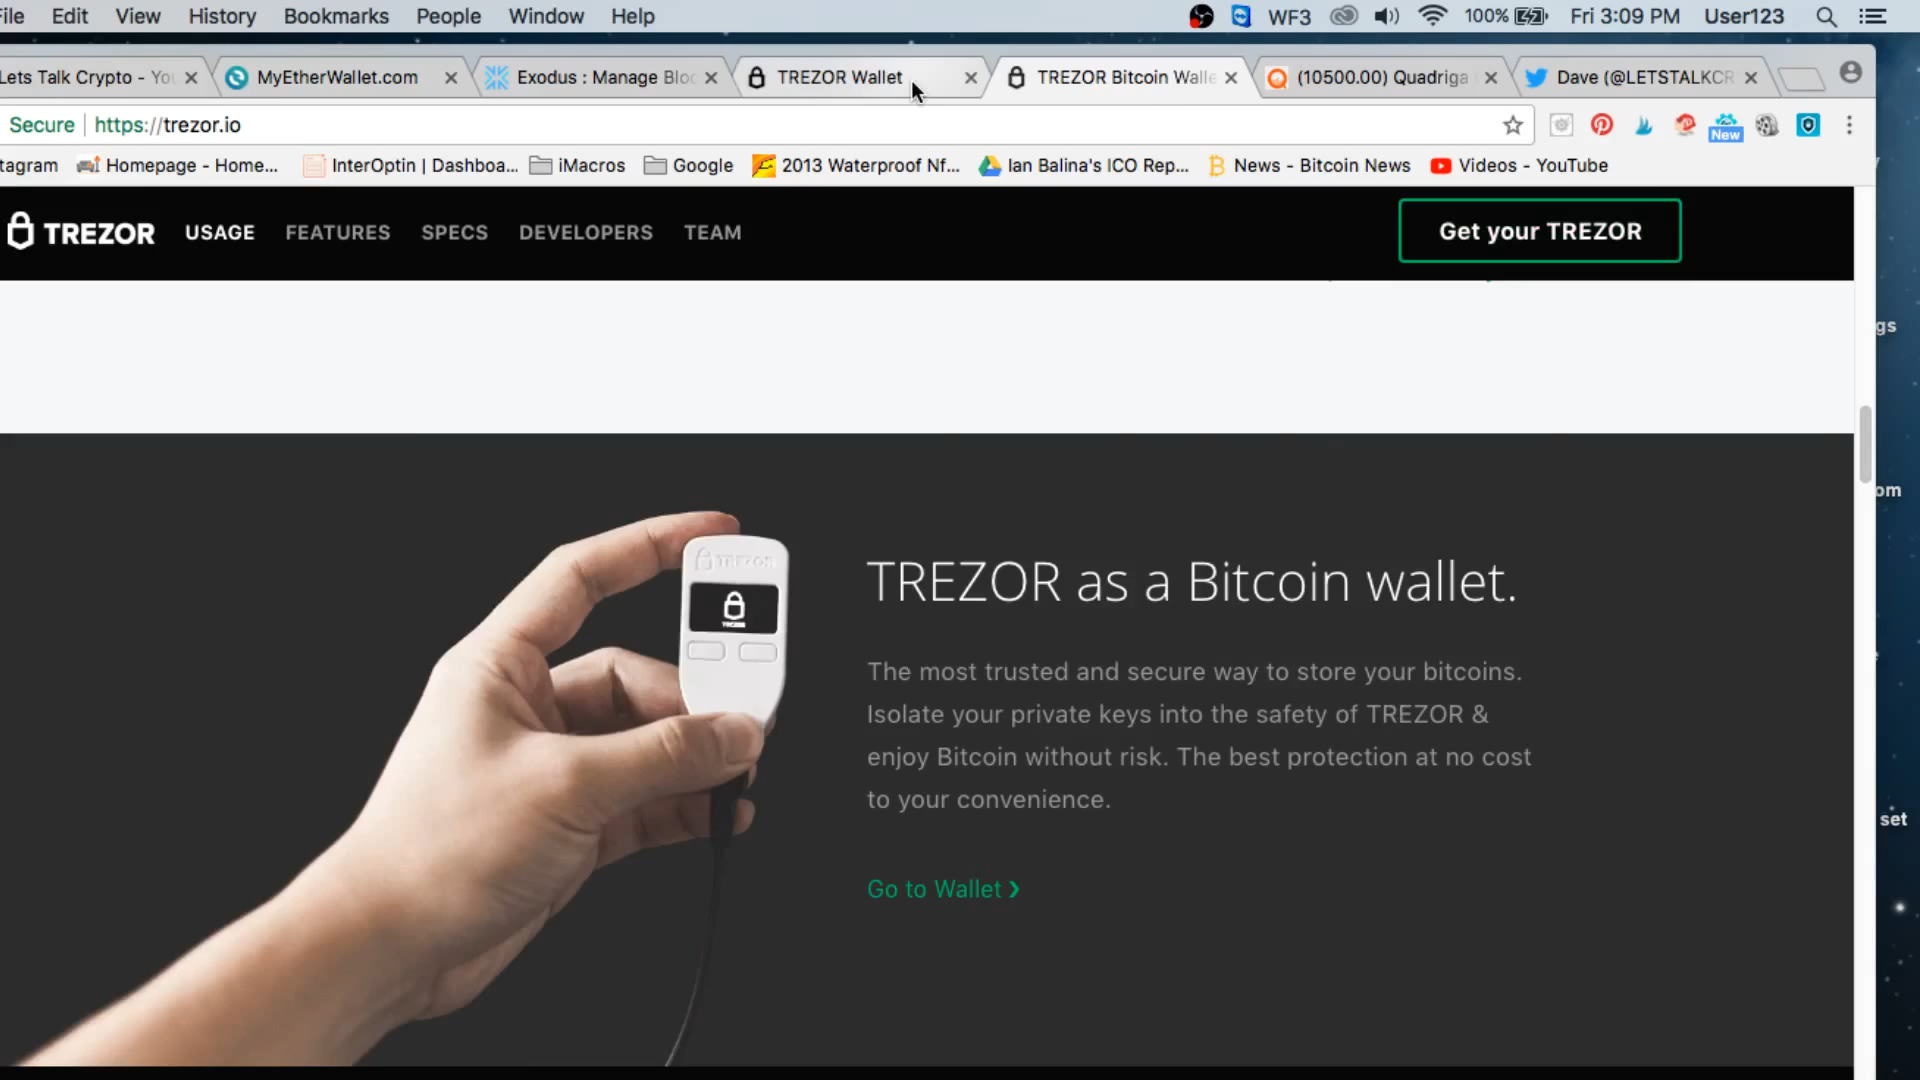 File Edit View History Bookmarks People Window Help WF3 100% Fri 3:09 PM User123
Lets Talk Crypto - You MyEtherWallet.com Exodus : Manage Bloc TREZOR Wallet TREZOR Bitcoin Walle (10500.00) Quadriga Dave (@LETSTALKCR
Secure https://trezor.io
New
tagram Homepage - Home... InterOptin | Dashboa... iMacros Google 2013 Waterproof Nf... Ian Balina's ICO Rep... News - Bitcoin News Videos - YouTube
TREZOR USAGE FEATURES SPECS DEVELOPERS TEAM Get your TREZOR
gs
om
TREZOR
TREZOR as a Bitcoin wallet.
The most trusted and secure way to store your bitcoins.
Isolate your private keys into the safety of TREZOR &
enjoy Bitcoin without risk. The best protection at no cost
to your convenience.
set
Go to Wallet ›